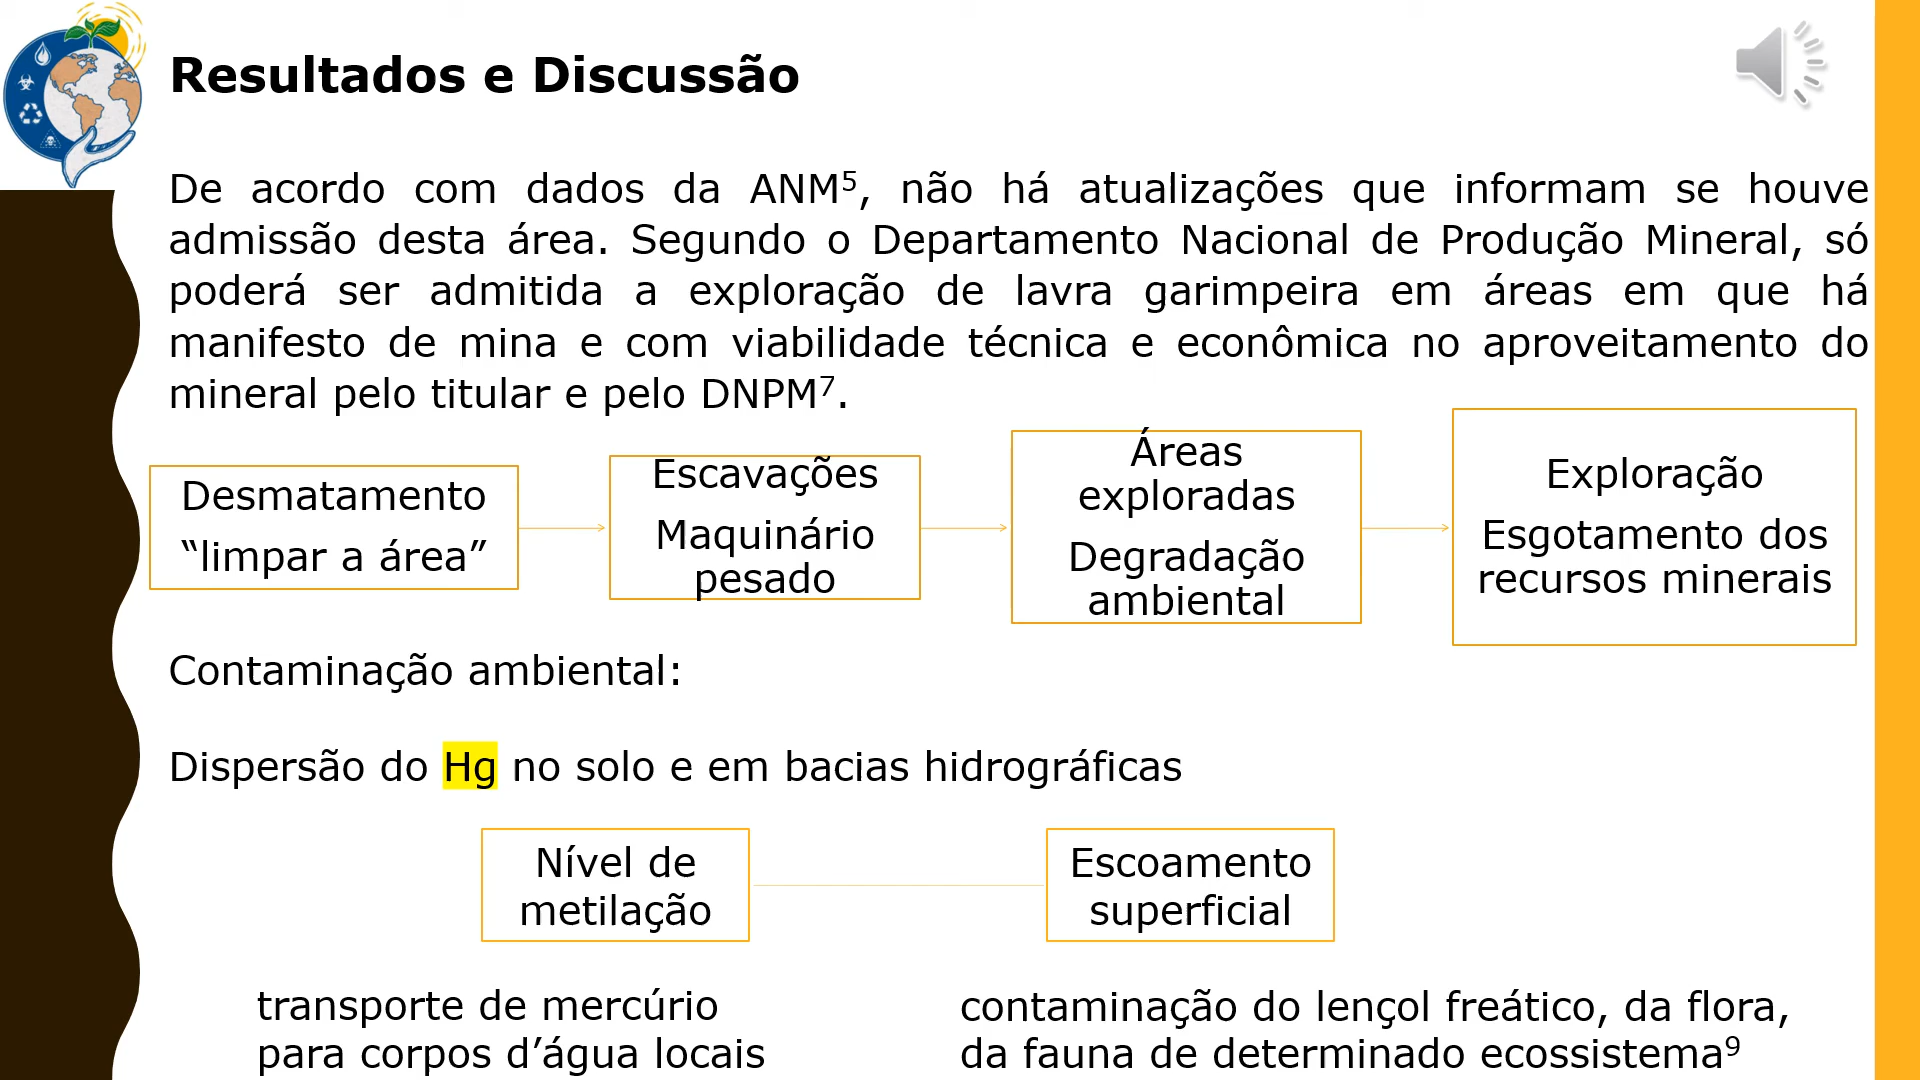 Resultados e Discussão
De acordo com dados da ANM⁵, não há atualizações que informam se houve
admissão desta área. Segundo o Departamento Nacional de Produção Mineral, só
poderá ser admitida a exploração de lavra garimpeira em áreas em que há
manifesto de mina e com viabilidade técnica e econômica no aproveitamento do
mineral pelo titular e pelo DNPM⁷.
Desmatamento
“limpar a área”
Escavações
Maquinário
pesado
Áreas
exploradas
Degradação
ambiental
Exploração
Esgotamento dos
recursos minerais
Contaminação ambiental:
Dispersão do Hg no solo e em bacias hidrográficas
Nível de
metilação
Escoamento
superficial
transporte de mercúrio
para corpos d’água locais
contaminação do lençol freático, da flora,
da fauna de determinado ecossistema⁹